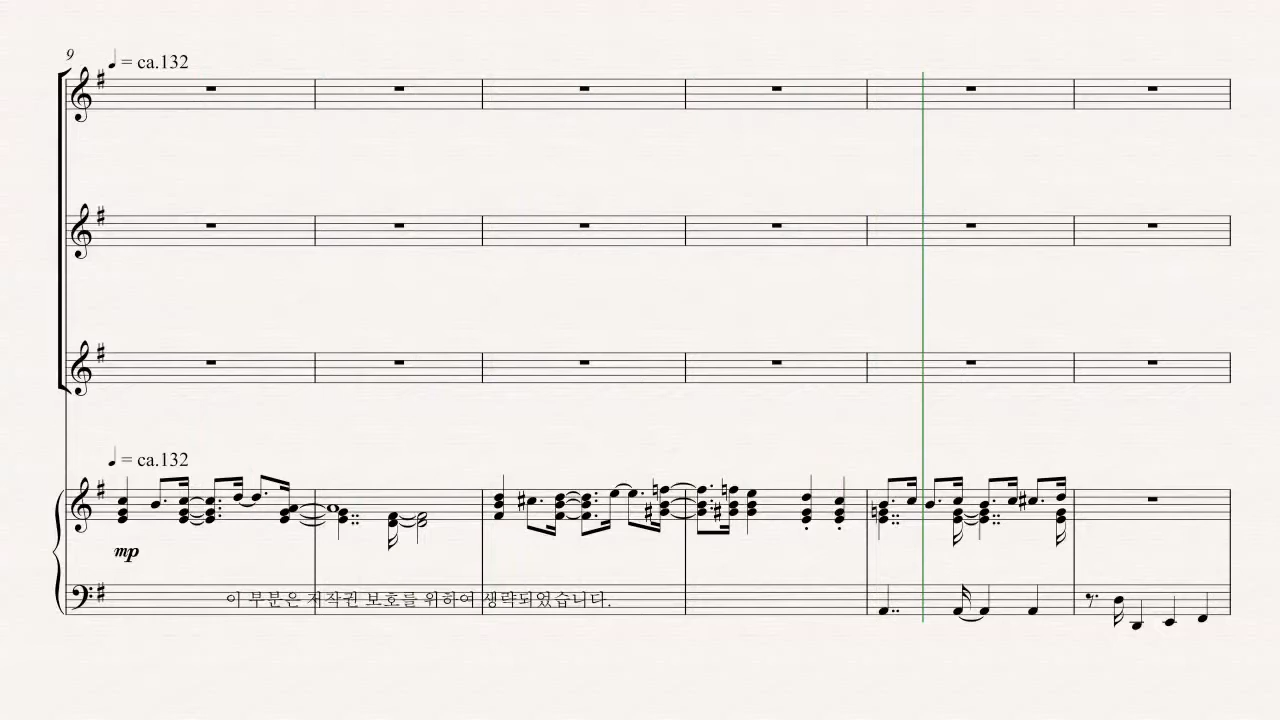 9
♩ = ca.132
♩ = ca.132
mp
이 부분은 저작권 보호를 위하여 생략되었습니다.